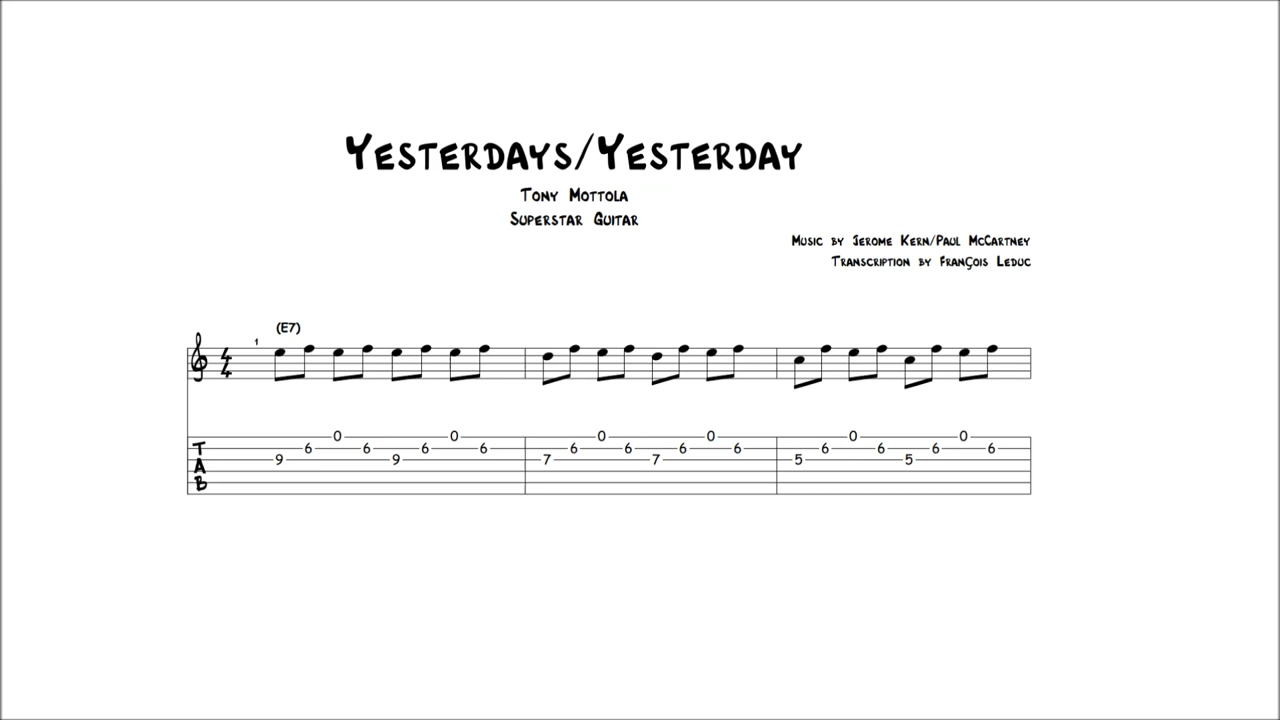 YESTERDAYS/YESTERDAY
TONY MOTTOLA
SUPERSTAR GUITAR
MUSIC BY JEROME KERN/PAUL MCCARTNEY
TRANSCRIPTION BY FRANÇOIS LEDUC
(E7)
1
4
4
0 0 0 0 0 0
T 6 6 6 6 6 6 6 6 6 6 6 6
A 9 9 7 7 5 5
B